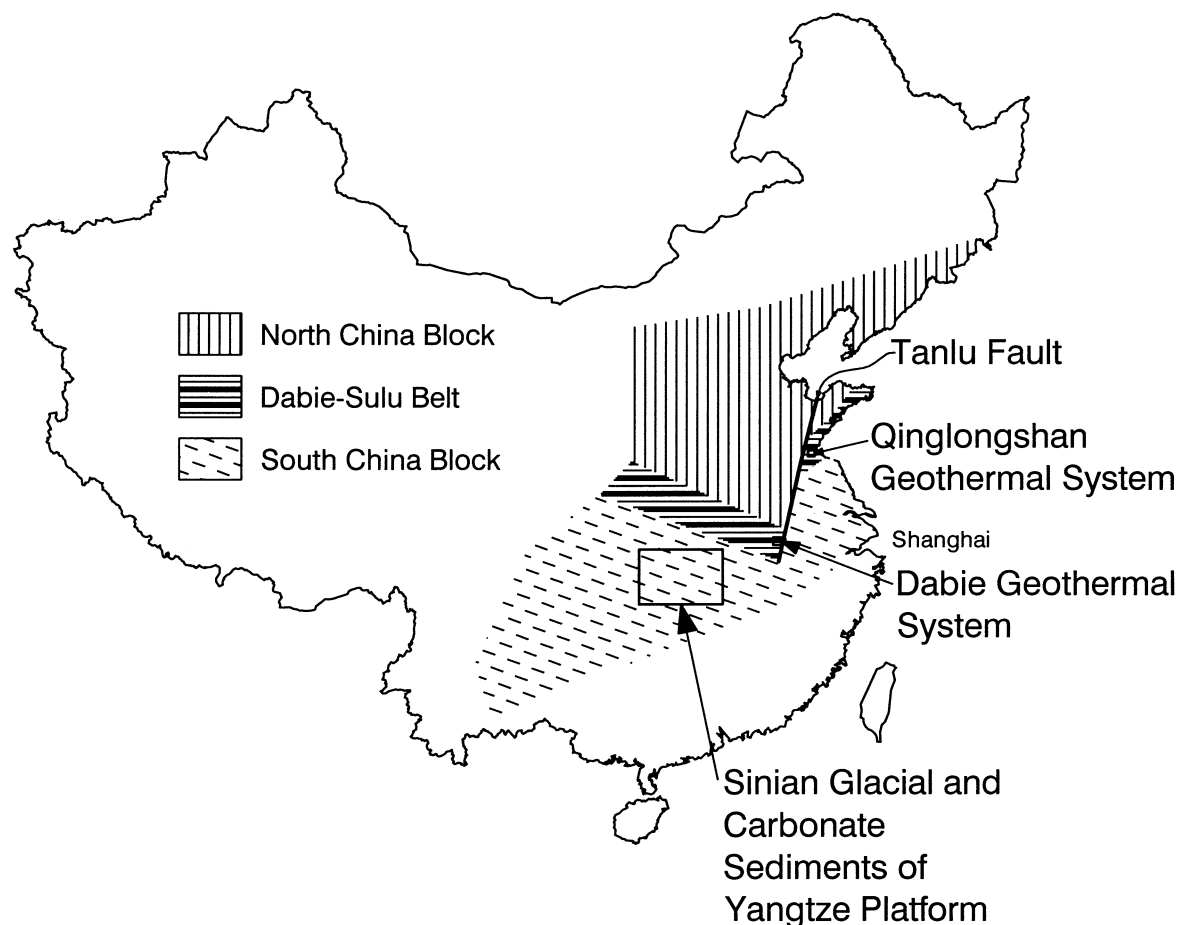 North China Block
Dabie-Sulu Belt
South China Block
Tanlu Fault
Qinglongshan
Geothermal System
Shanghai
Dabie Geothermal
System
Sinian Glacial and
Carbonate
Sediments of
Yangtze Platform